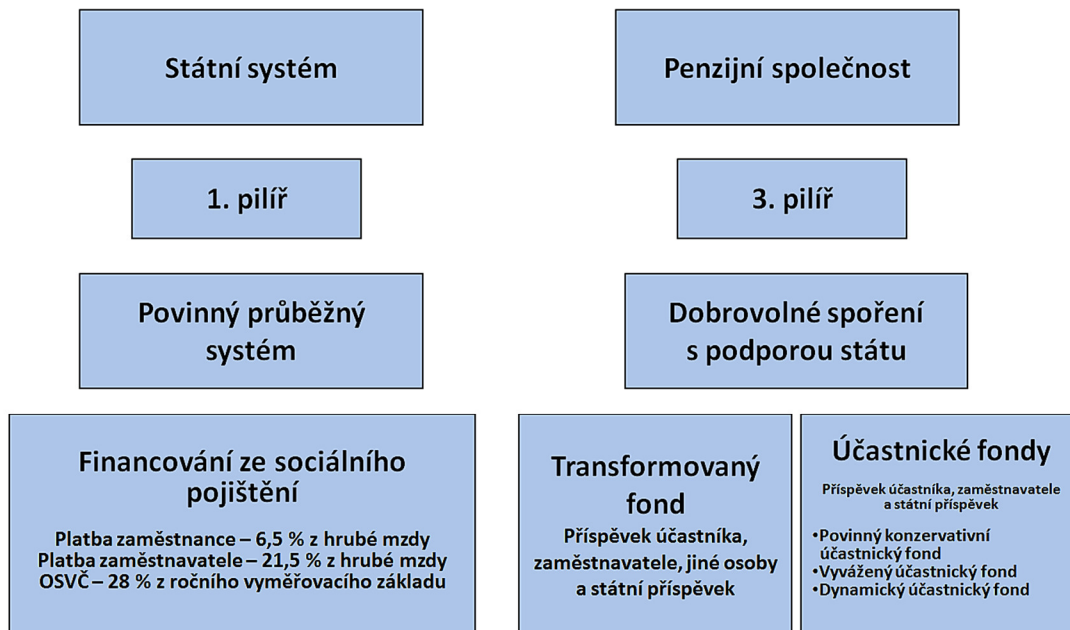 Státní systém
1. pilíř
Povinný průběžný
systém
Financování ze sociálního
pojištění
Platba zaměstnance – 6,5 % z hrubé mzdy
Platba zaměstnavatele – 21,5 % z hrubé mzdy
OSVČ – 28 % z ročního vyměřovacího základu
Penzijní společnost
3. pilíř
Dobrovolné spoření
s podporou státu
Transformovaný
fond
Příspěvek účastníka,
zaměstnavatele, jiné osoby
a státní příspěvek
Účastnické fondy
Příspěvek účastníka, zaměstnavatele
a státní příspěvek
•Povinný konzervativní
účastnický fond
•Vyvážený účastnický fond
•Dynamický účastnický fond